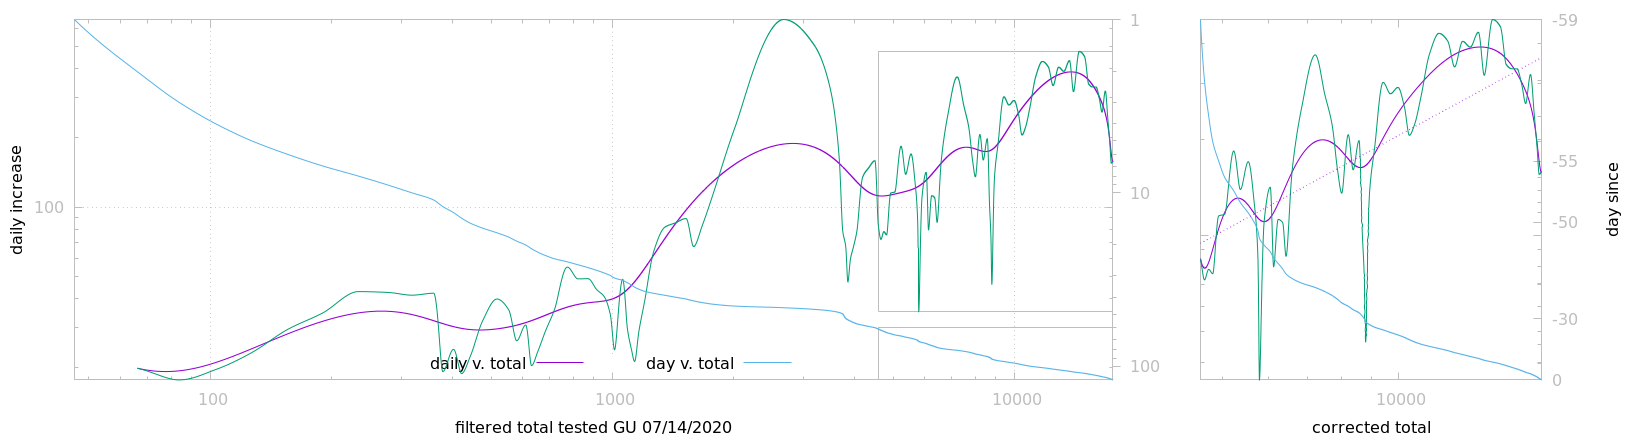 daily increase
100
daily v. total
day v. total
100
1000
10000
1
10
100
filtered total tested GU 07/14/2020
10000
corrected total
-59
-55
-50
-30
0
day since